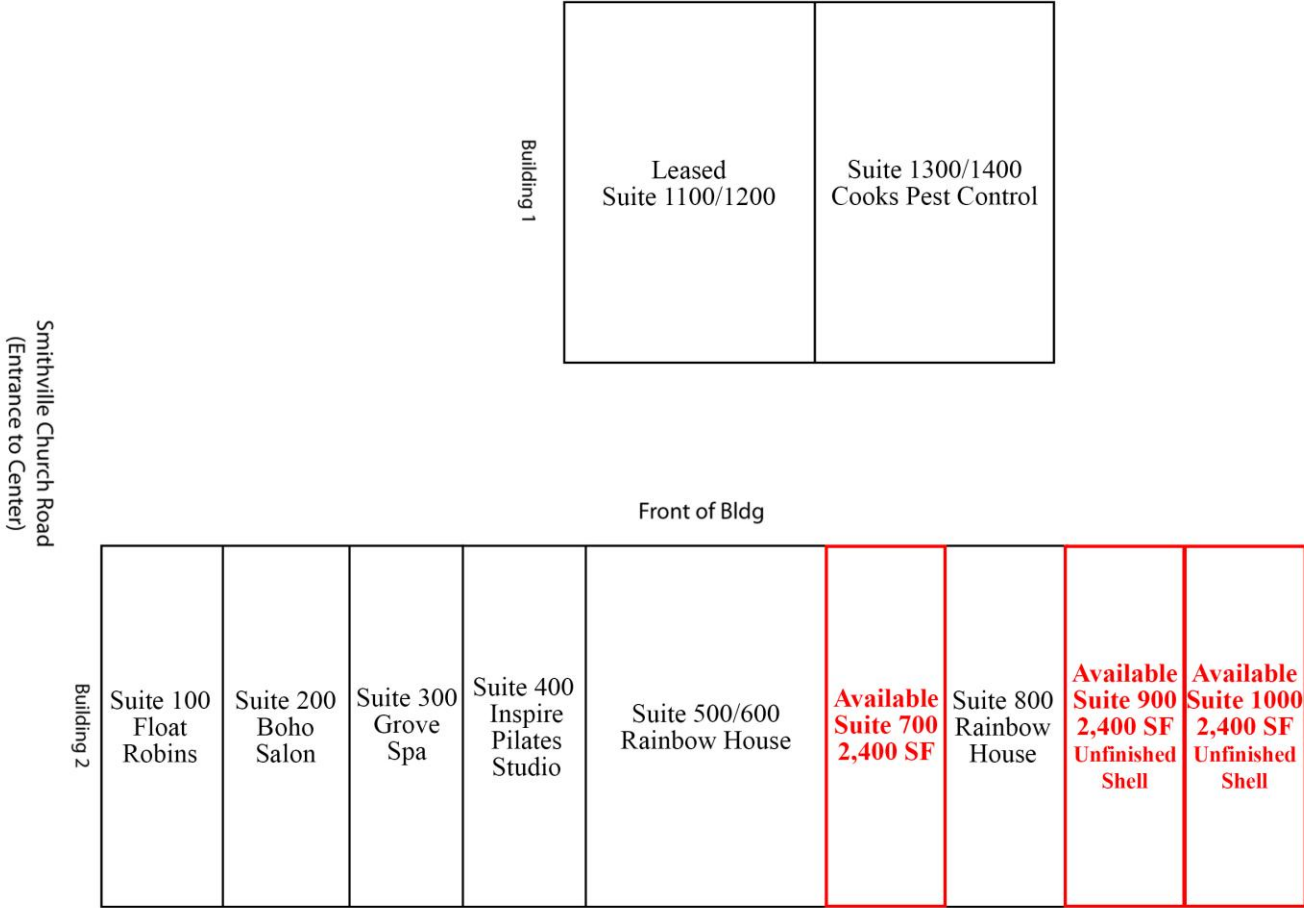 Building 1
Leased
Suite 1100/1200
Suite 1300/1400
Cooks Pest Control
Smithville Church Road
(Entrance to Center)
Front of Bldg
Building 2
Suite 100
Float
Robins
Suite 200
Boho
Salon
Suite 300
Grove
Spa
Suite 400
Inspire
Pilates
Studio
Suite 500/600
Rainbow House
Available
Suite 700
2,400 SF
Suite 800
Rainbow
House
Available
Suite 900
2,400 SF
Unfinished
Shell
Available
Suite 1000
2,400 SF
Unfinished
Shell